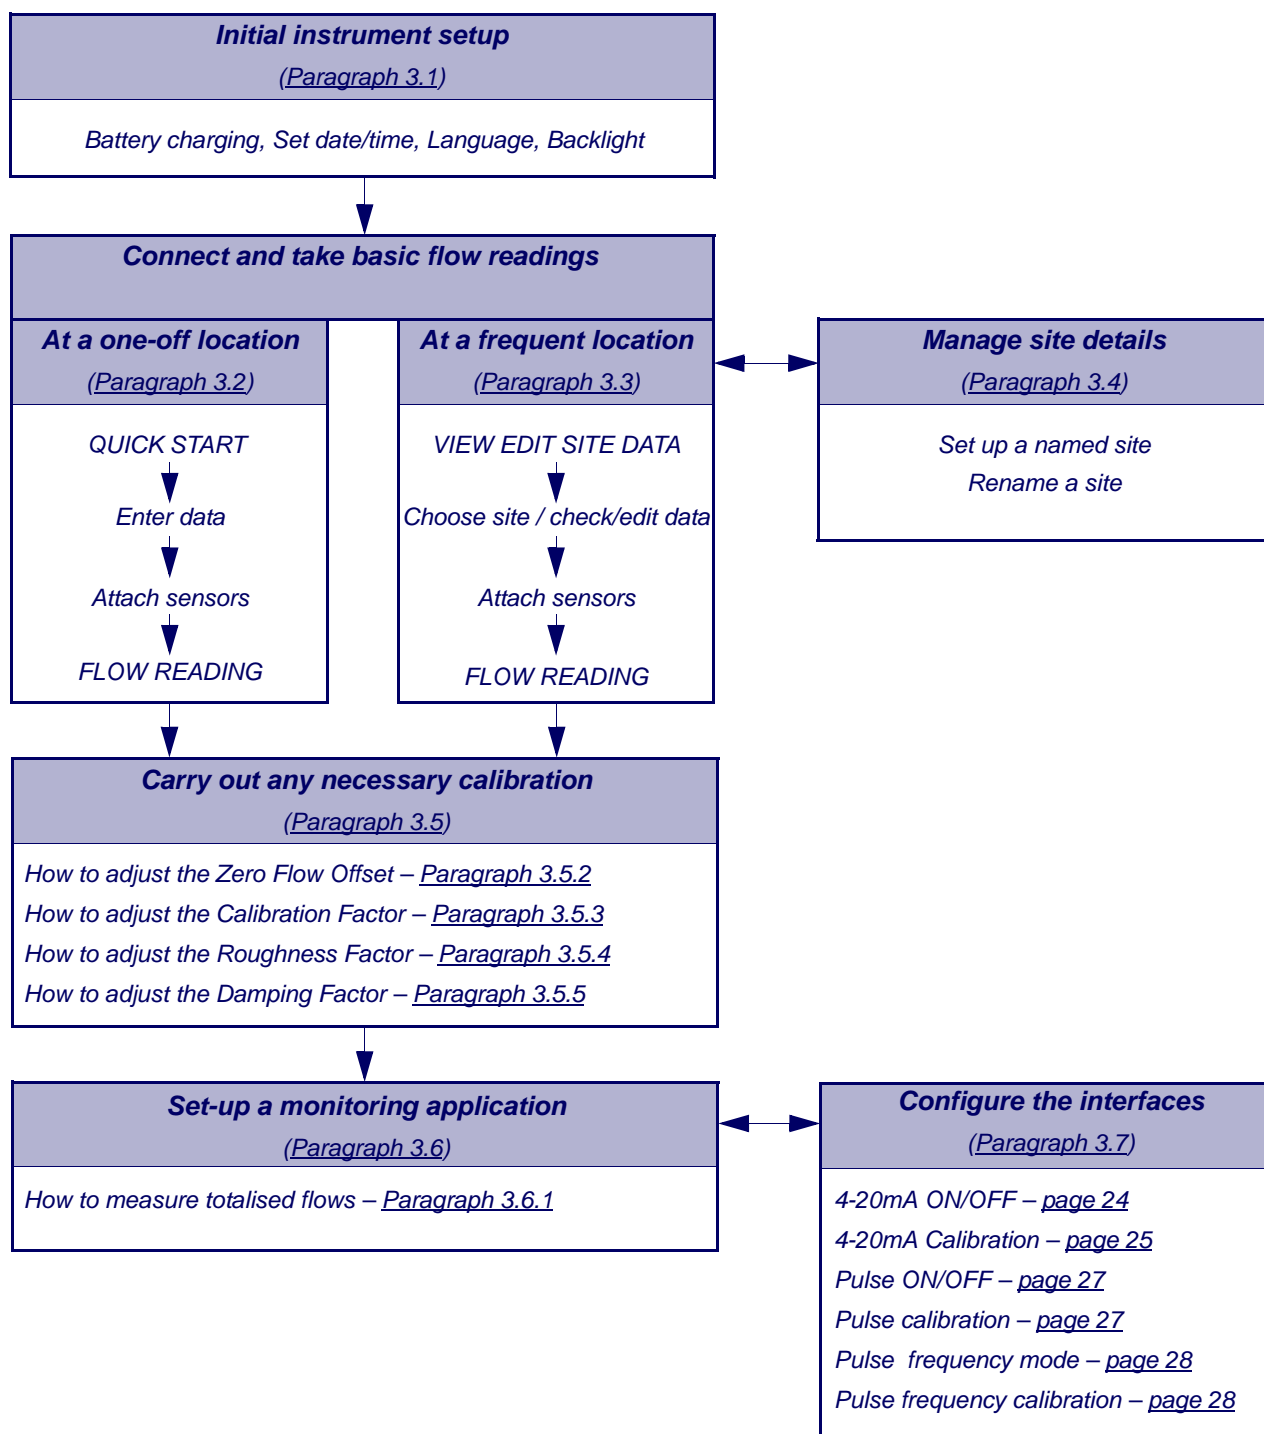 Initial instrument setup
(Paragraph 3.1)
Battery charging, Set date/time, Language, Backlight
Connect and take basic flow readings
At a one-off location
(Paragraph 3.2)
QUICK START
Enter data
Attach sensors
FLOW READING
At a frequent location
(Paragraph 3.3)
VIEW EDIT SITE DATA
Choose site / check/edit data
Attach sensors
FLOW READING
Manage site details
(Paragraph 3.4)
Set up a named site
Rename a site
Carry out any necessary calibration
(Paragraph 3.5)
How to adjust the Zero Flow Offset – Paragraph 3.5.2
How to adjust the Calibration Factor – Paragraph 3.5.3
How to adjust the Roughness Factor – Paragraph 3.5.4
How to adjust the Damping Factor – Paragraph 3.5.5
Set-up a monitoring application
(Paragraph 3.6)
How to measure totalised flows – Paragraph 3.6.1
Configure the interfaces
(Paragraph 3.7)
4-20mA ON/OFF – page 24
4-20mA Calibration – page 25
Pulse ON/OFF – page 27
Pulse calibration – page 27
Pulse  frequency mode – page 28
Pulse frequency calibration – page 28